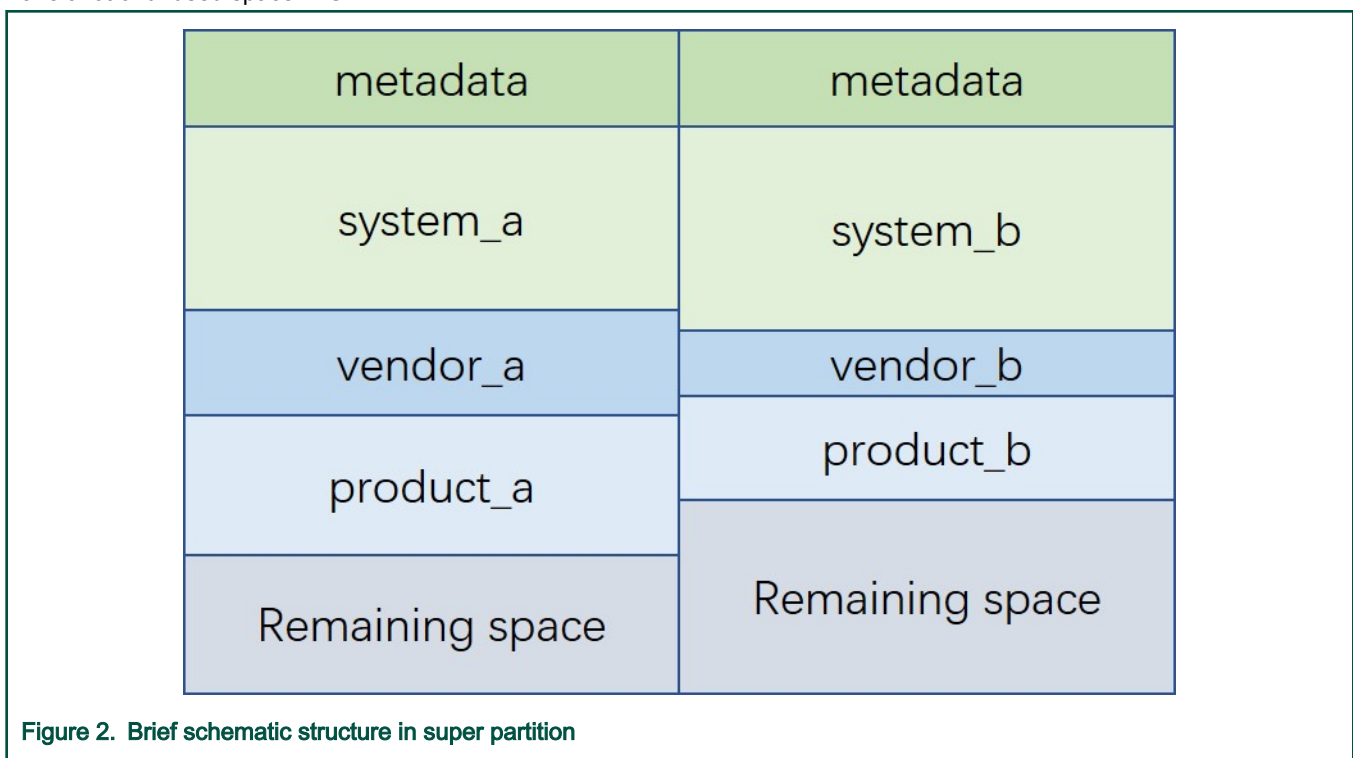 metadata
metadata
system_a
system_b
vendor_a
vendor_b
product_a
product_b
Remaining space
Remaining space
Figure 2. Brief schematic structure in super partition